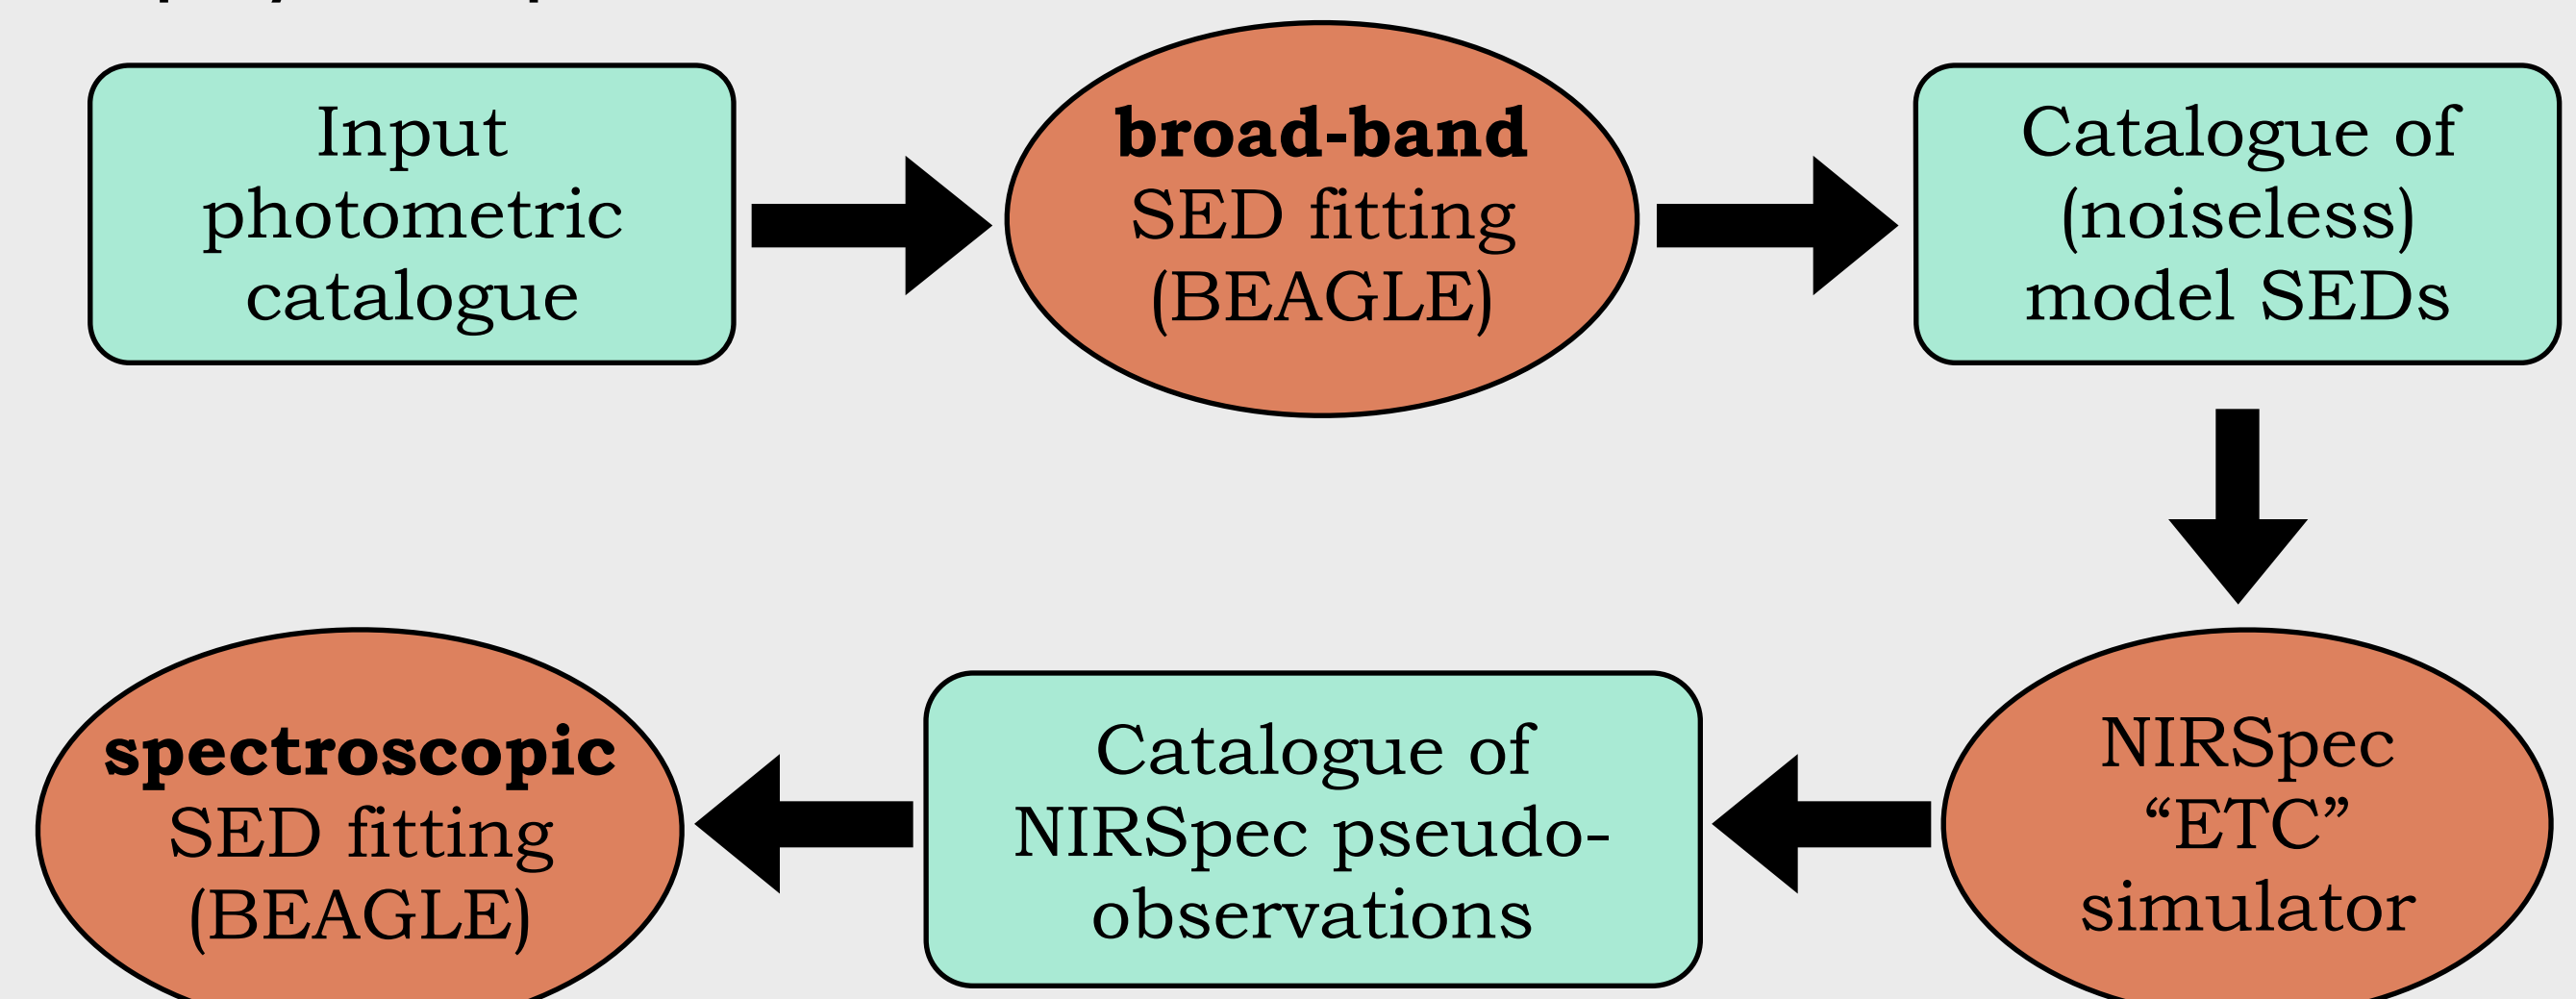 Input
photometric
catalogue
broad-band
SED fitting
(BEAGLE)
Catalogue of
(noiseless)
model SEDs
spectroscopic
SED fitting
(BEAGLE)
Catalogue of
NIRSpec pseudo-
observations
NIRSpec
“ETC”
simulator